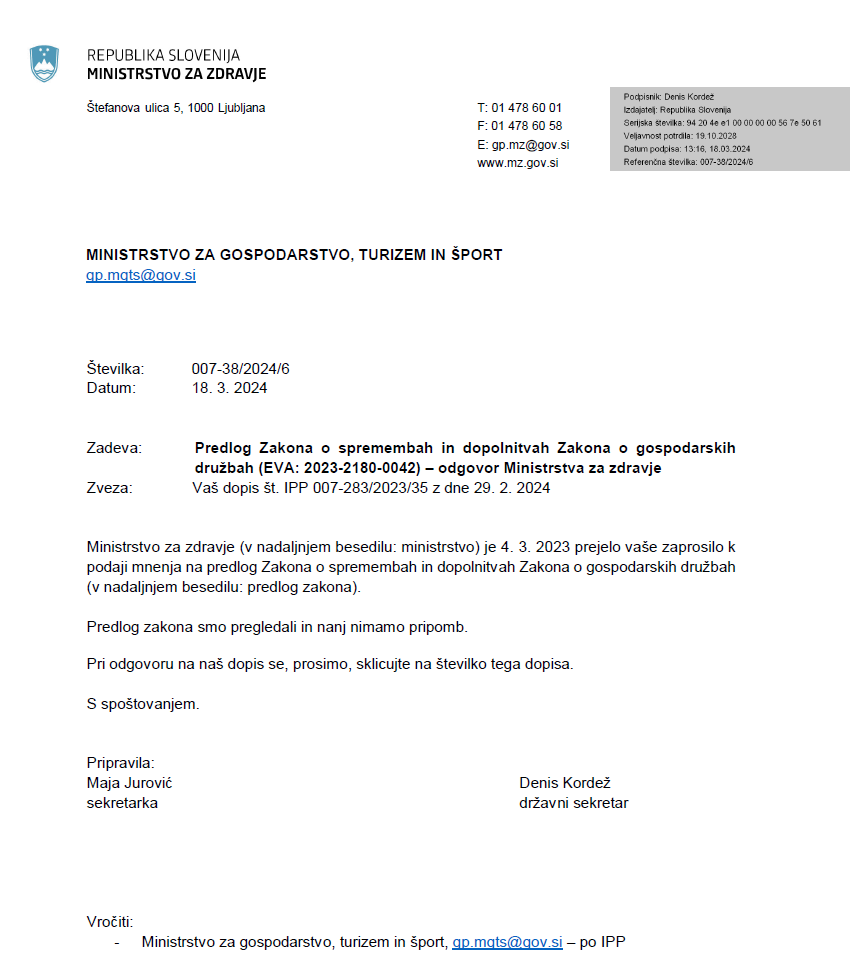 REPUBLIKA SLOVENIJA
MINISTRSTVO ZA ZDRAVJE
Štefanova ulica 5, 1000 Ljubljana
T: 01 478 60 01
F: 01 478 60 58
E: gp.mz@gov.si
www.mz.gov.si
Podpisnik: Denis Kordež
Izdajatelj: Republika Slovenija
Serijska številka: 94 20 4e e1 00 00 00 00 56 7e 50 61
Veljavnost potrdila: 19.10.2028
Datum podpisa: 13:16, 18.03.2024
Referenčna številka: 007-38/2024/6
MINISTRSTVO ZA GOSPODARSTVO, TURIZEM IN ŠPORT
gp.mgts@gov.si
Številka: 007-38/2024/6
Datum: 18. 3. 2024
Zadeva: Predlog Zakona o spremembah in dopolnitvah Zakona o gospodarskih
družbah (EVA: 2023-2180-0042) – odgovor Ministrstva za zdravje
Zveza: Vaš dopis št. IPP 007-283/2023/35 z dne 29. 2. 2024
Ministrstvo za zdravje (v nadaljnjem besedilu: ministrstvo) je 4. 3. 2023 prejelo vaše zaprosilo k
podaji mnenja na predlog Zakona o spremembah in dopolnitvah Zakona o gospodarskih družbah
(v nadaljnjem besedilu: predlog zakona).
Predlog zakona smo pregledali in nanj nimamo pripomb.
Pri odgovoru na naš dopis se, prosimo, sklicujte na številko tega dopisa.
S spoštovanjem.
Pripravila:
Maja Jurović Denis Kordež
sekretarka državni sekretar
Vročiti:
- Ministrstvo za gospodarstvo, turizem in šport, gp.mgts@gov.si – po IPP